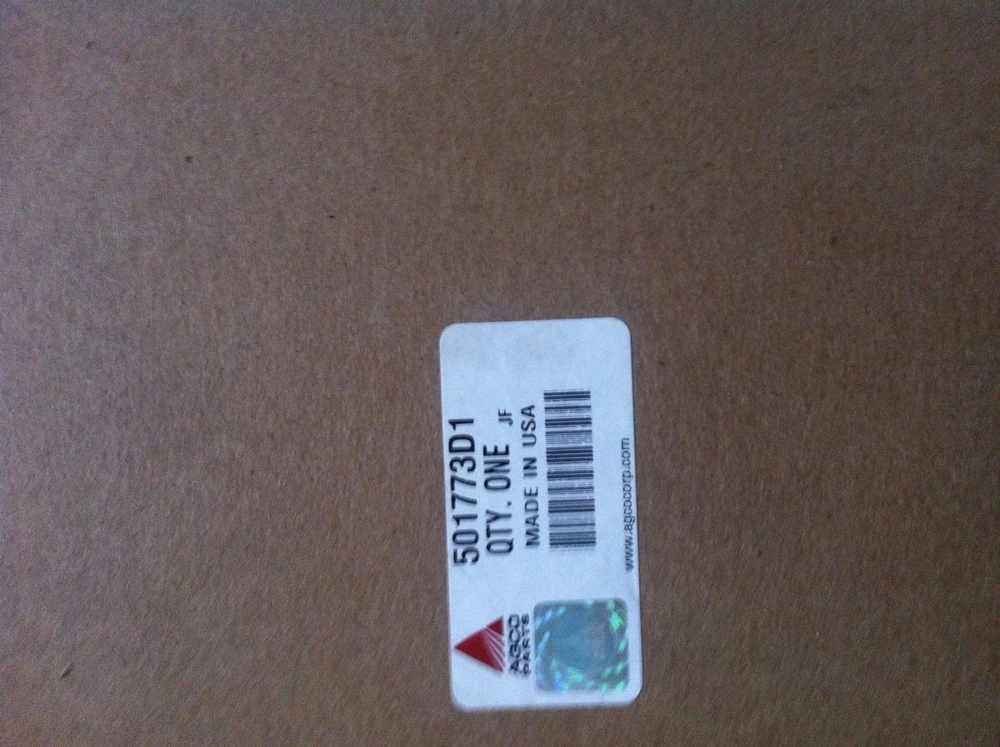 501773D1
QTY. ONE JF
MADE IN USA
AGCO
PARTS
www.agcocorp.com